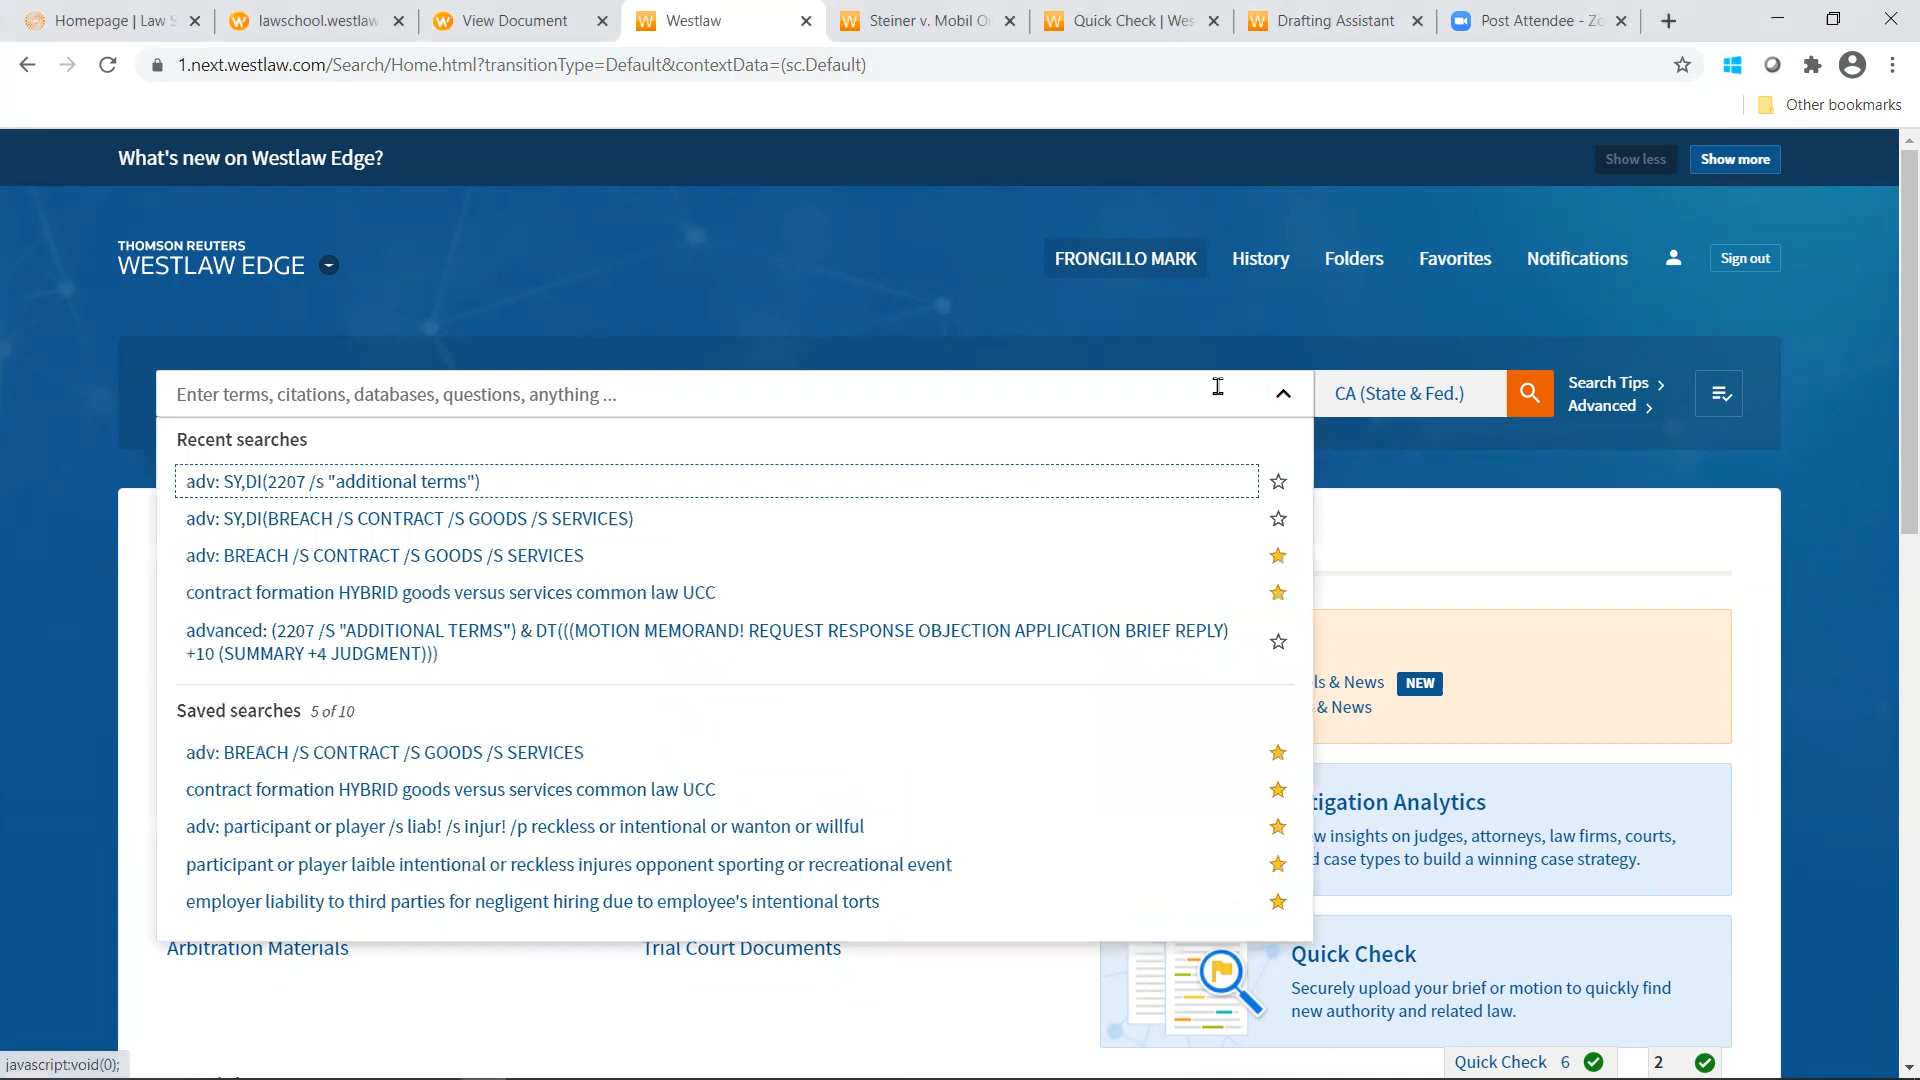 Homepage | Law S
lawschool.westlaw
View Document
Westlaw
Steiner v. Mobil O
Quick Check | Wes
Drafting Assistant
Post Attendee - Zo
1.next.westlaw.com/Search/Home.html?transitionType=Default&contextData=(sc.Default)
Other bookmarks
What's new on Westlaw Edge?
Show less
Show more
THOMSON REUTERS
WESTLAW EDGE
FRONGILLO MARK
History
Folders
Favorites
Notifications
Sign out
Enter terms, citations, databases, questions, anything ...
CA (State & Fed.)
Search Tips
Advanced
Recent searches
adv: SY,DI(2207 /s "additional terms")
adv: SY,DI(BREACH /S CONTRACT /S GOODS /S SERVICES)
adv: BREACH /S CONTRACT /S GOODS /S SERVICES
contract formation HYBRID goods versus services common law UCC
advanced: (2207 /S "ADDITIONAL TERMS") & DT(((MOTION MEMORAND! REQUEST RESPONSE OBJECTION APPLICATION BRIEF REPLY)
+10 (SUMMARY +4 JUDGMENT)))
Saved searches 5 of 10
adv: BREACH /S CONTRACT /S GOODS /S SERVICES
contract formation HYBRID goods versus services common law UCC
adv: participant or player /s liab! /s injur! /p reckless or intentional or wanton or willful
participant or player laible intentional or reckless injures opponent sporting or recreational event
employer liability to third parties for negligent hiring due to employee's intentional torts
ls & News NEW
& News
tigation Analytics
w insights on judges, attorneys, law firms, courts,
d case types to build a winning case strategy.
Arbitration Materials
Trial Court Documents
Quick Check
Securely upload your brief or motion to quickly find
new authority and related law.
javascript:void(0);
Quick Check 6
2